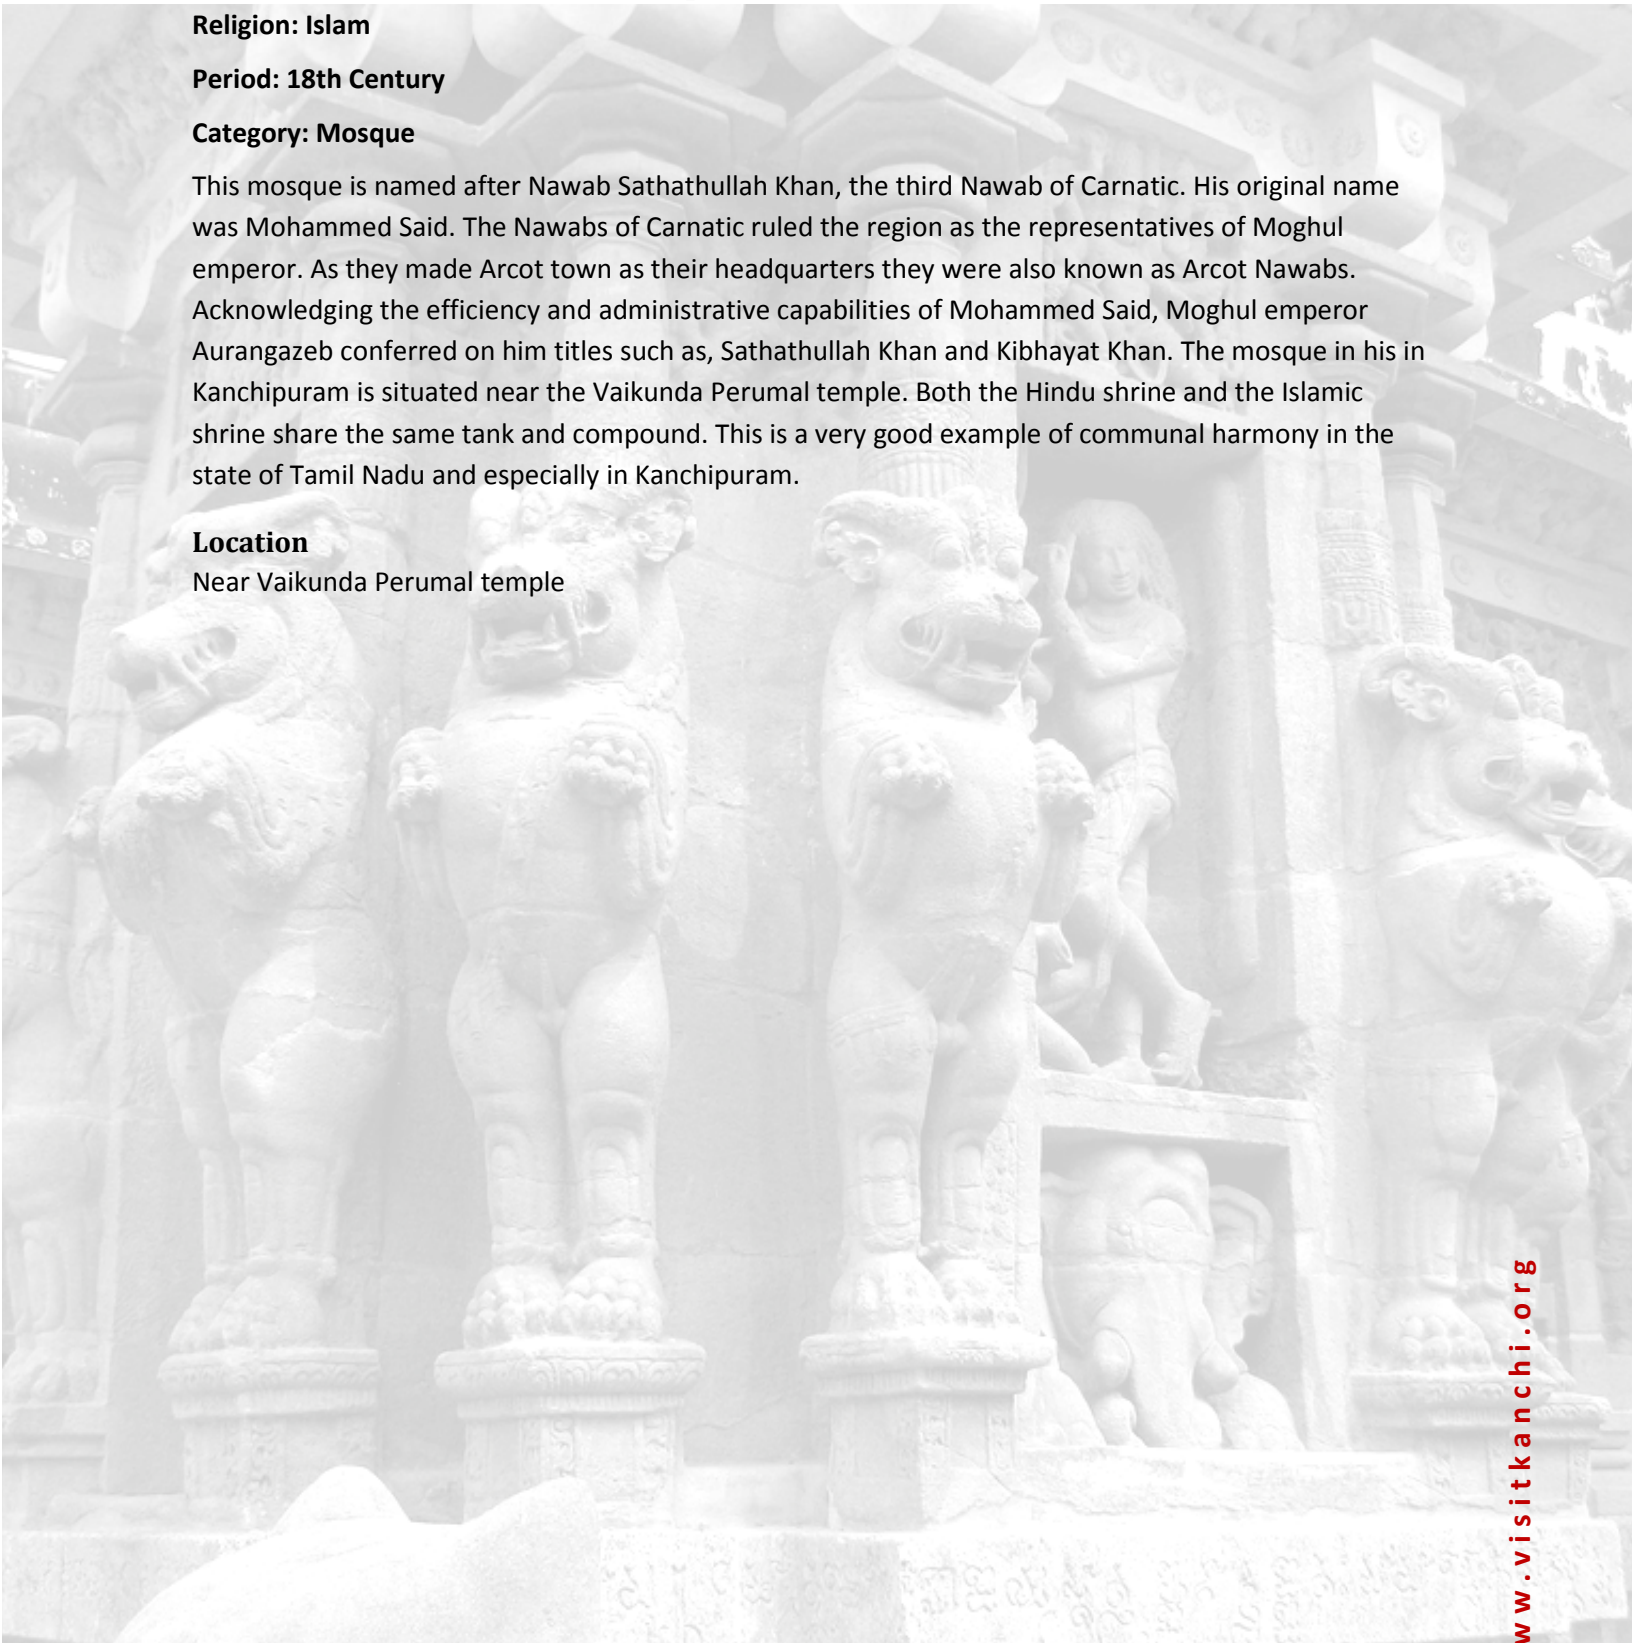 Religion: Islam
Period: 18th Century
Category: Mosque
This mosque is named after Nawab Sathathullah Khan, the third Nawab of Carnatic. His original name
was Mohammed Said. The Nawabs of Carnatic ruled the region as the representatives of Moghul
emperor. As they made Arcot town as their headquarters they were also known as Arcot Nawabs.
Acknowledging the efficiency and administrative capabilities of Mohammed Said, Moghul emperor
Aurangazeb conferred on him titles such as, Sathathullah Khan and Kibhayat Khan. The mosque in his in
Kanchipuram is situated near the Vaikunda Perumal temple. Both the Hindu shrine and the Islamic
shrine share the same tank and compound. This is a very good example of communal harmony in the
state of Tamil Nadu and especially in Kanchipuram.
Location
Near Vaikunda Perumal temple
ww.visitkanchi.org